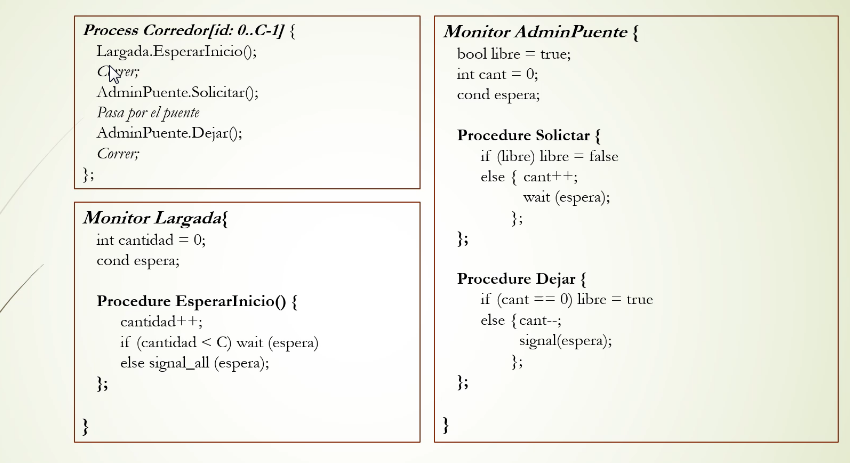 Process Corredor[id: 0..C-1] {
Largada.EsperarInicio();
Correr;
AdminPuente.Solicitar();
Pasa por el puente
AdminPuente.Dejar();
Correr;
};
Monitor Largada{
int cantidad = 0;
cond espera;
Procedure EsperarInicio() {
cantidad++;
if (cantidad < C) wait (espera)
else signal_all (espera);
};
}
Monitor AdminPuente {
bool libre = true;
int cant = 0;
cond espera;
Procedure Solictar {
if (libre) libre = false
else { cant++;
wait (espera);
};
};
Procedure Dejar {
if (cant == 0) libre = true
else {cant--;
signal(espera);
};
};
}